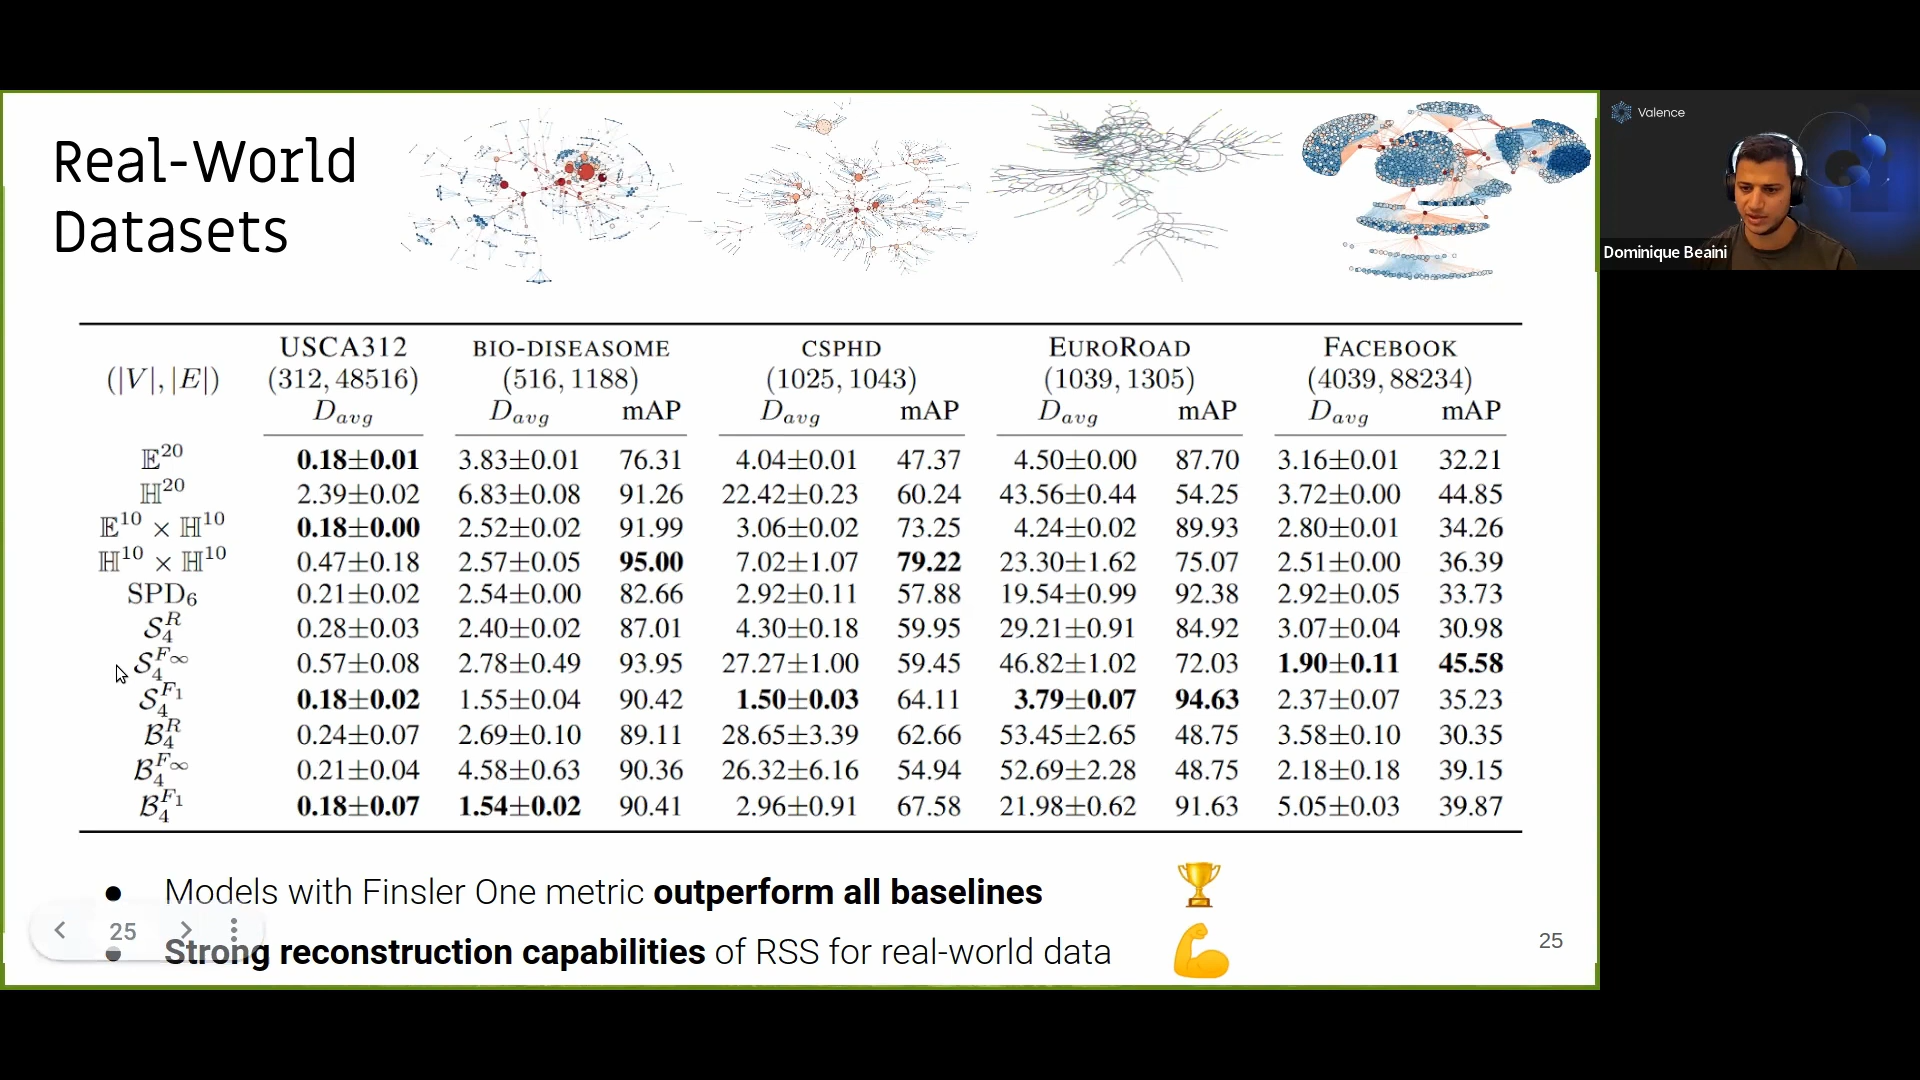 Real-World
Datasets
USCA312 BIO-DISEASOME CSPHD EUROROAD FACEBOOK
(|V|, |E|) (312, 48516) (516, 1188) (1025, 1043) (1039, 1305) (4039, 88234)
D_avg D_avg mAP D_avg mAP D_avg mAP D_avg mAP
𝔼^20 0.18±0.01 3.83±0.01 76.31 4.04±0.01 47.37 4.50±0.00 87.70 3.16±0.01 32.21
ℍ^20 2.39±0.02 6.83±0.08 91.26 22.42±0.23 60.24 43.56±0.44 54.25 3.72±0.00 44.85
𝔼^10 × ℍ^10 0.18±0.00 2.52±0.02 91.99 3.06±0.02 73.25 4.24±0.02 89.93 2.80±0.01 34.26
ℍ^10 × ℍ^10 0.47±0.18 2.57±0.05 95.00 7.02±1.07 79.22 23.30±1.62 75.07 2.51±0.00 36.39
SPD_6 0.21±0.02 2.54±0.00 82.66 2.92±0.11 57.88 19.54±0.99 92.38 2.92±0.05 33.73
𝒮_4^R 0.28±0.03 2.40±0.02 87.01 4.30±0.18 59.95 29.21±0.91 84.92 3.07±0.04 30.98
𝒮_4^F∞ 0.57±0.08 2.78±0.49 93.95 27.27±1.00 59.45 46.82±1.02 72.03 1.90±0.11 45.58
𝒮_4^F1 0.18±0.02 1.55±0.04 90.42 1.50±0.03 64.11 3.79±0.07 94.63 2.37±0.07 35.23
ℬ_4^R 0.24±0.07 2.69±0.10 89.11 28.65±3.39 62.66 53.45±2.65 48.75 3.58±0.10 30.35
ℬ_4^F∞ 0.21±0.04 4.58±0.63 90.36 26.32±6.16 54.94 52.69±2.28 48.75 2.18±0.18 39.15
ℬ_4^F1 0.18±0.07 1.54±0.02 90.41 2.96±0.91 67.58 21.98±0.62 91.63 5.05±0.03 39.87
● Models with Finsler One metric outperform all baselines
● Strong reconstruction capabilities of RSS for real-world data
25
25
Valence
Dominique Beaini